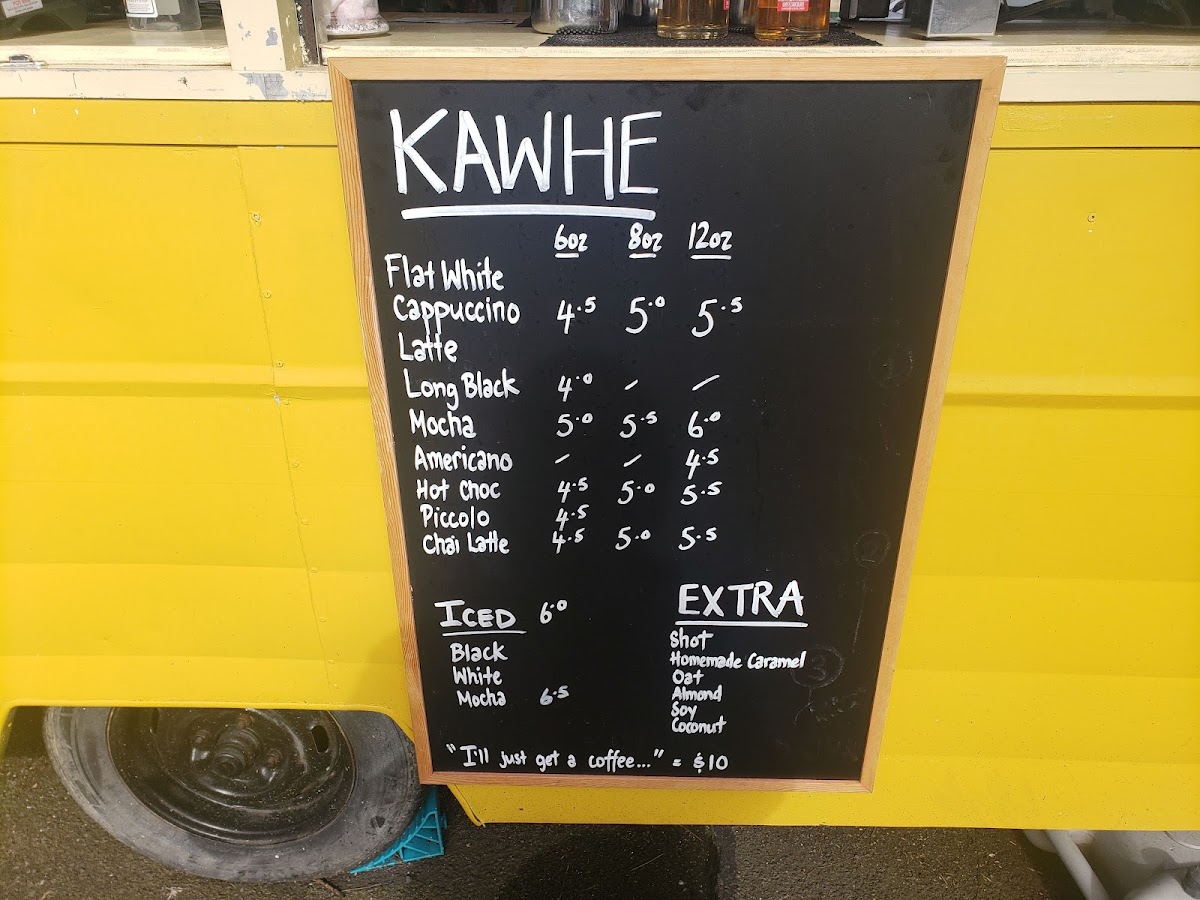 KAWHE
6oz 8oz 12oz
Flat White
Cappuccino 4.5 5.0 5.5
Latte
Long Black 4.0 - -
Mocha 5.0 5.5 6.0
Americano - - 4.5
Hot Choc 4.5 5.0 5.5
Piccolo 4.5
Chai Latte 4.5 5.0 5.5
ICED 6.0
Black
White
Mocha 6.5
EXTRA
Shot
Homemade Caramel
Oat
Almond
Soy
Coconut
"I'll just get a coffee..." = $10